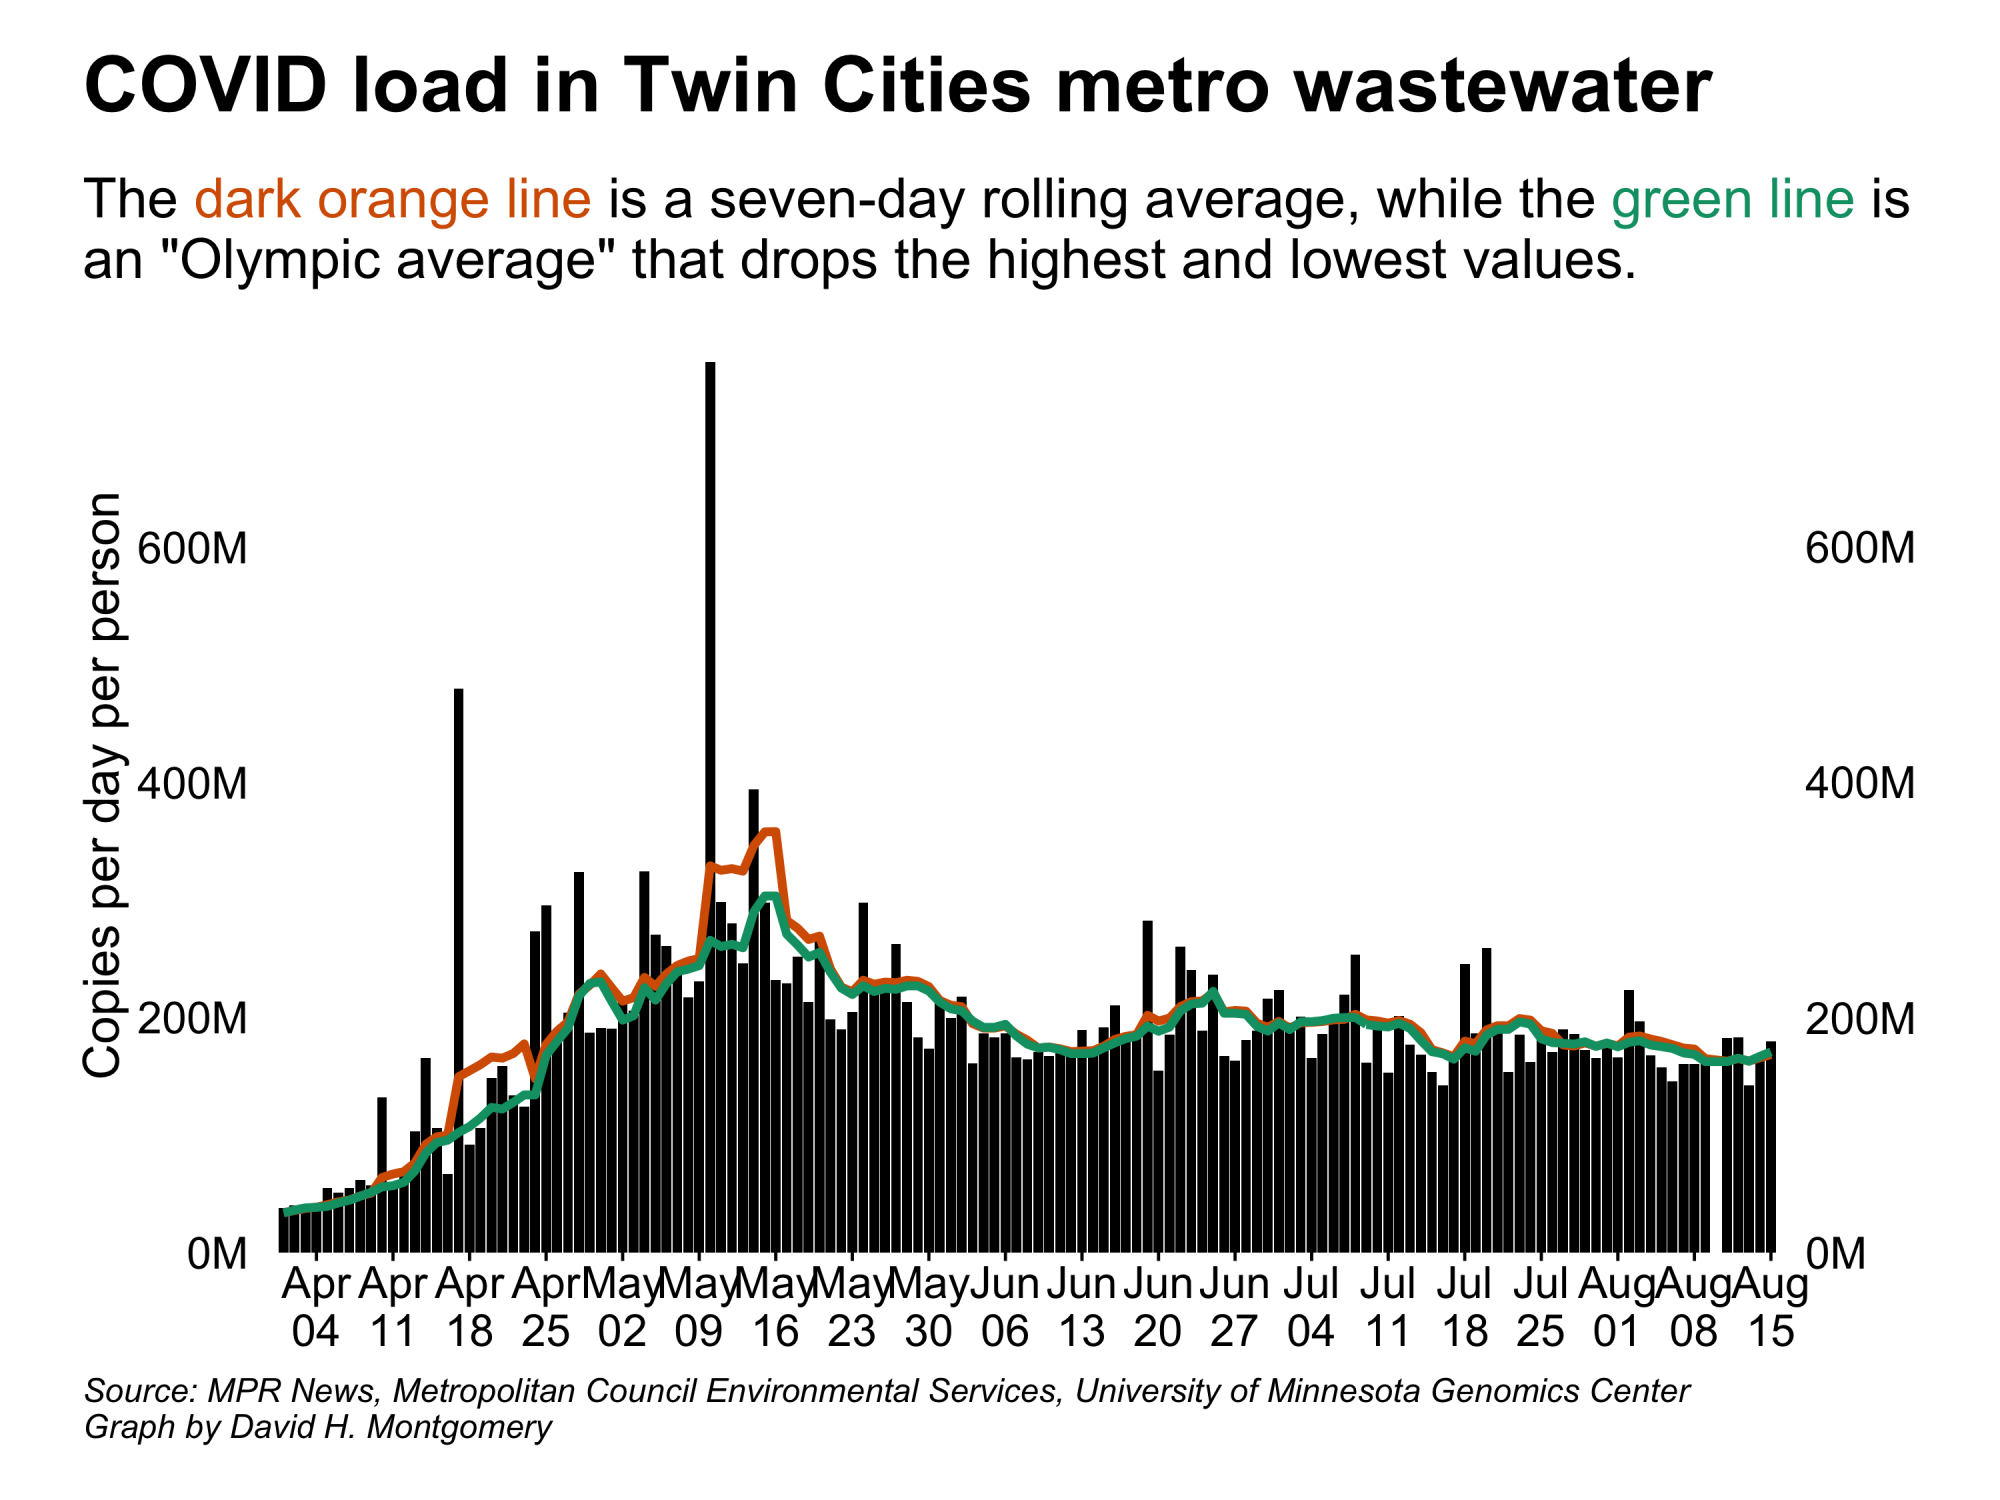 COVID load in Twin Cities metro wastewater
The dark orange line is a seven-day rolling average, while the green line is
an "Olympic average" that drops the highest and lowest values.
Copies per day per person
600M
400M
200M
0M
600M
400M
200M
0M
Apr Apr Apr Apr May May May May May Jun Jun Jun Jun Jul Jul Jul Jul Aug Aug Aug
04 11 18 25 02 09 16 23 30 06 13 20 27 04 11 18 25 01 08 15
Source: MPR News, Metropolitan Council Environmental Services, University of Minnesota Genomics Center
Graph by David H. Montgomery